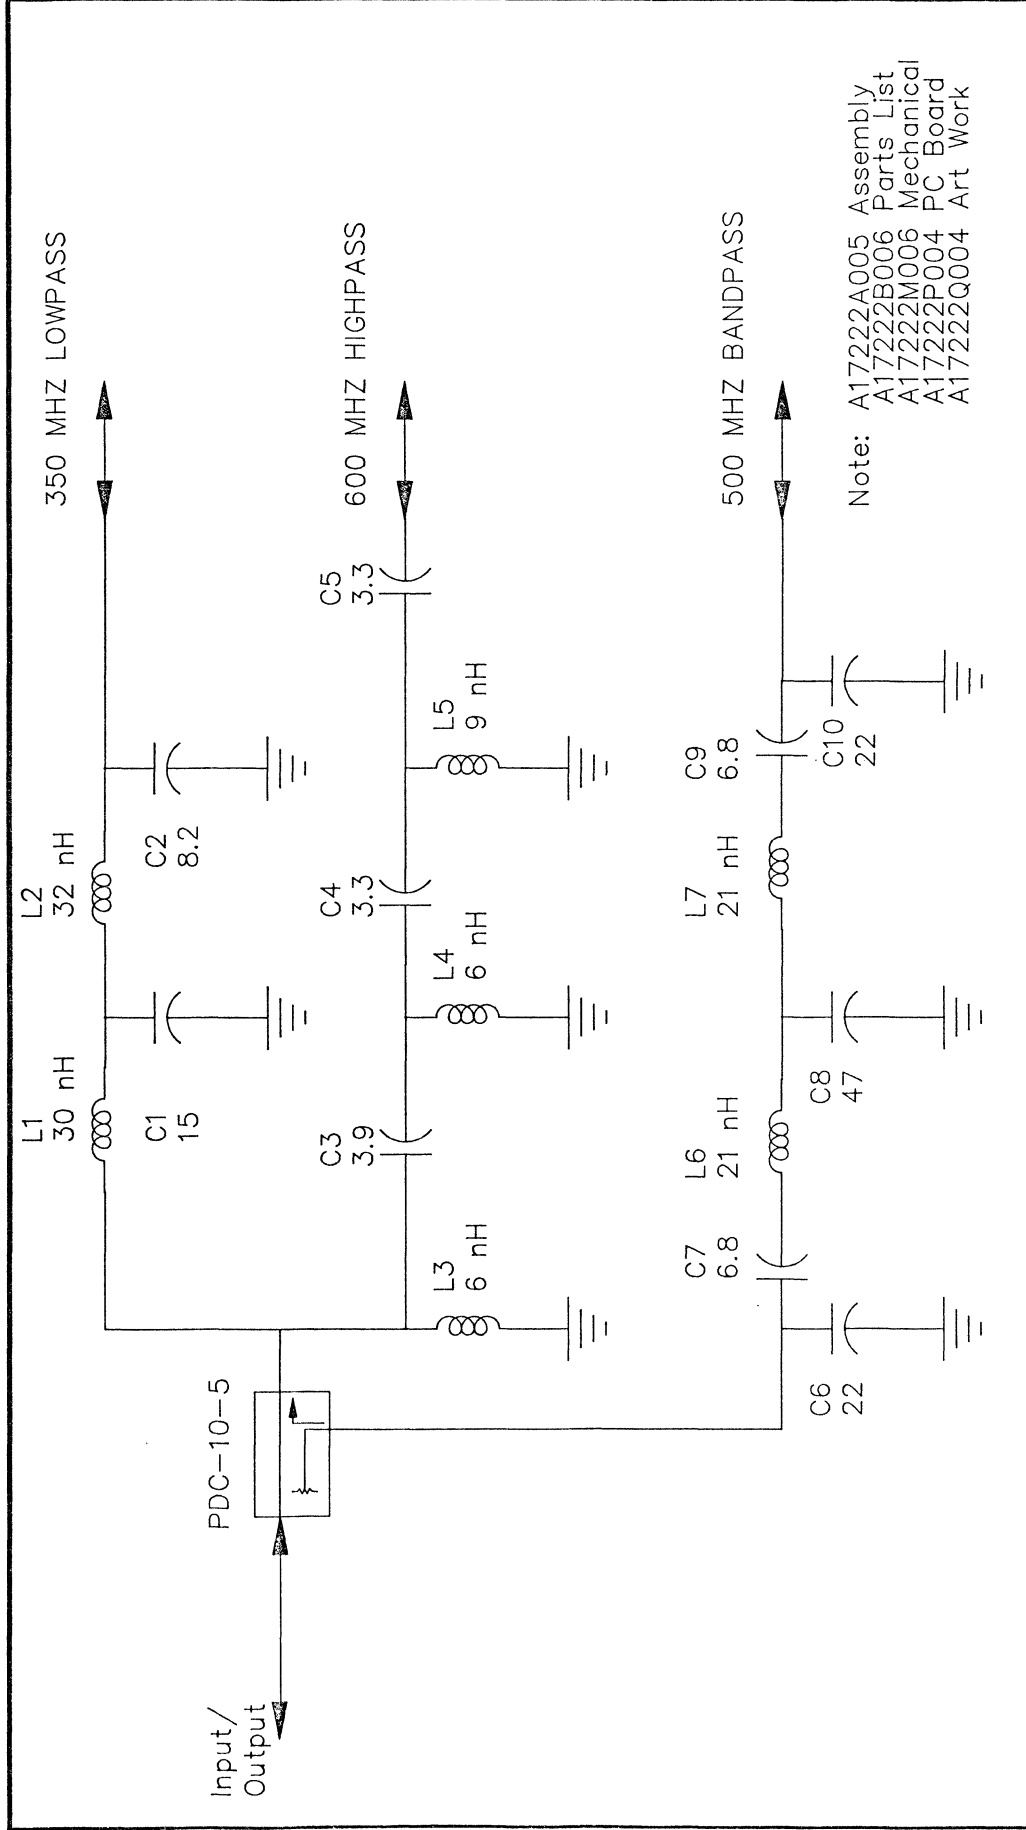 L1
30 nH
L2
32 nH
350 MHZ LOWPASS
C1
15
C2
8.2
PDC-10-5
Input/
Output
C3
3.9
C4
3.3
C5
3.3
600 MHZ HIGHPASS
L3
6 nH
L4
6 nH
L5
9 nH
C7
6.8
L6
21 nH
L7
21 nH
C9
6.8
500 MHZ BANDPASS
C6
22
C8
47
C10
22
Note: A17222A005 Assembly
A17222B006 Parts List
A17222M006 Mechanical
A17222P004 PC Board
A17222Q004 Art Work